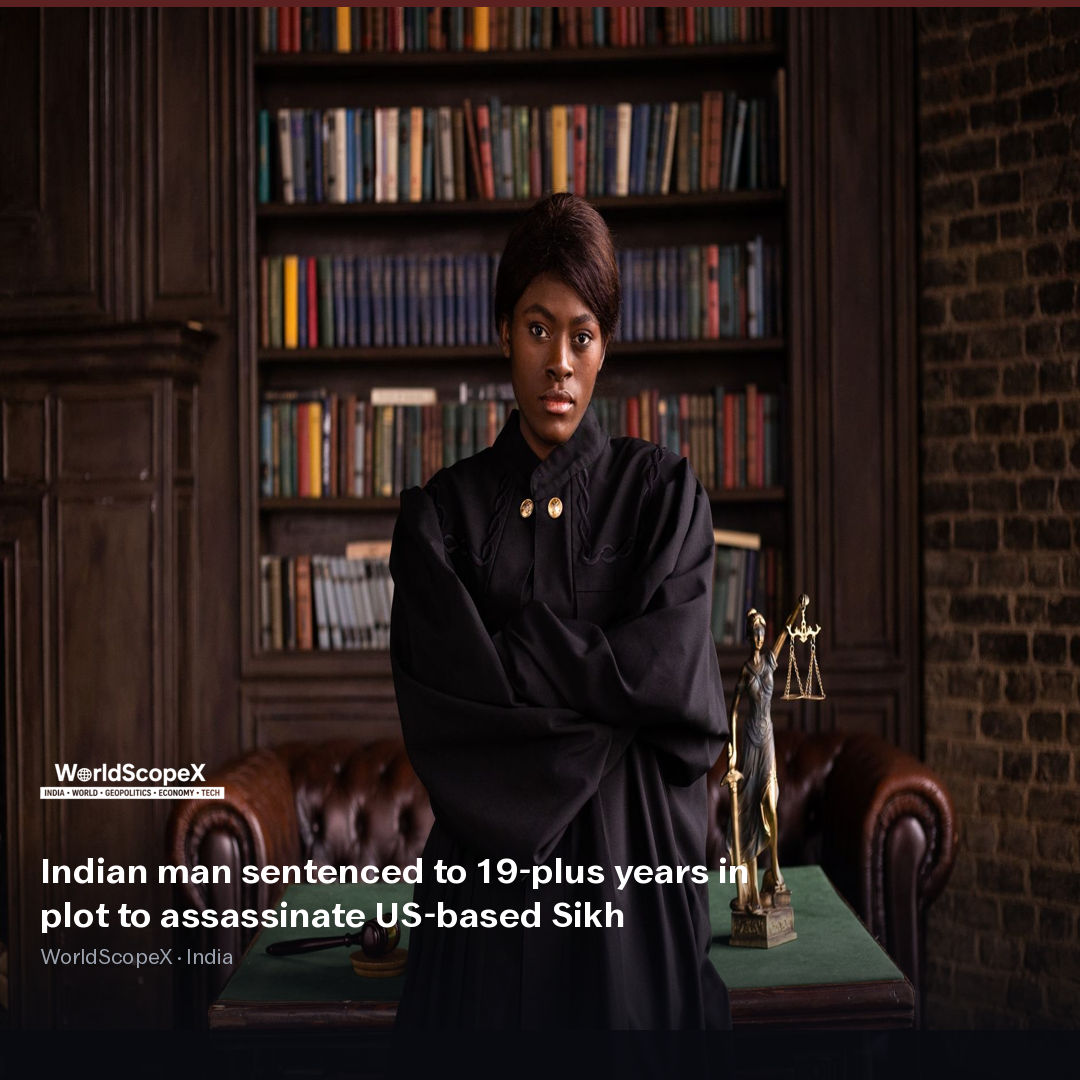 WorldScopeX
INDIA • WORLD • GEOPOLITICS • ECONOMY • TECH
Indian man sentenced to 19-plus years in
plot to assassinate US-based Sikh
WorldScopeX · India